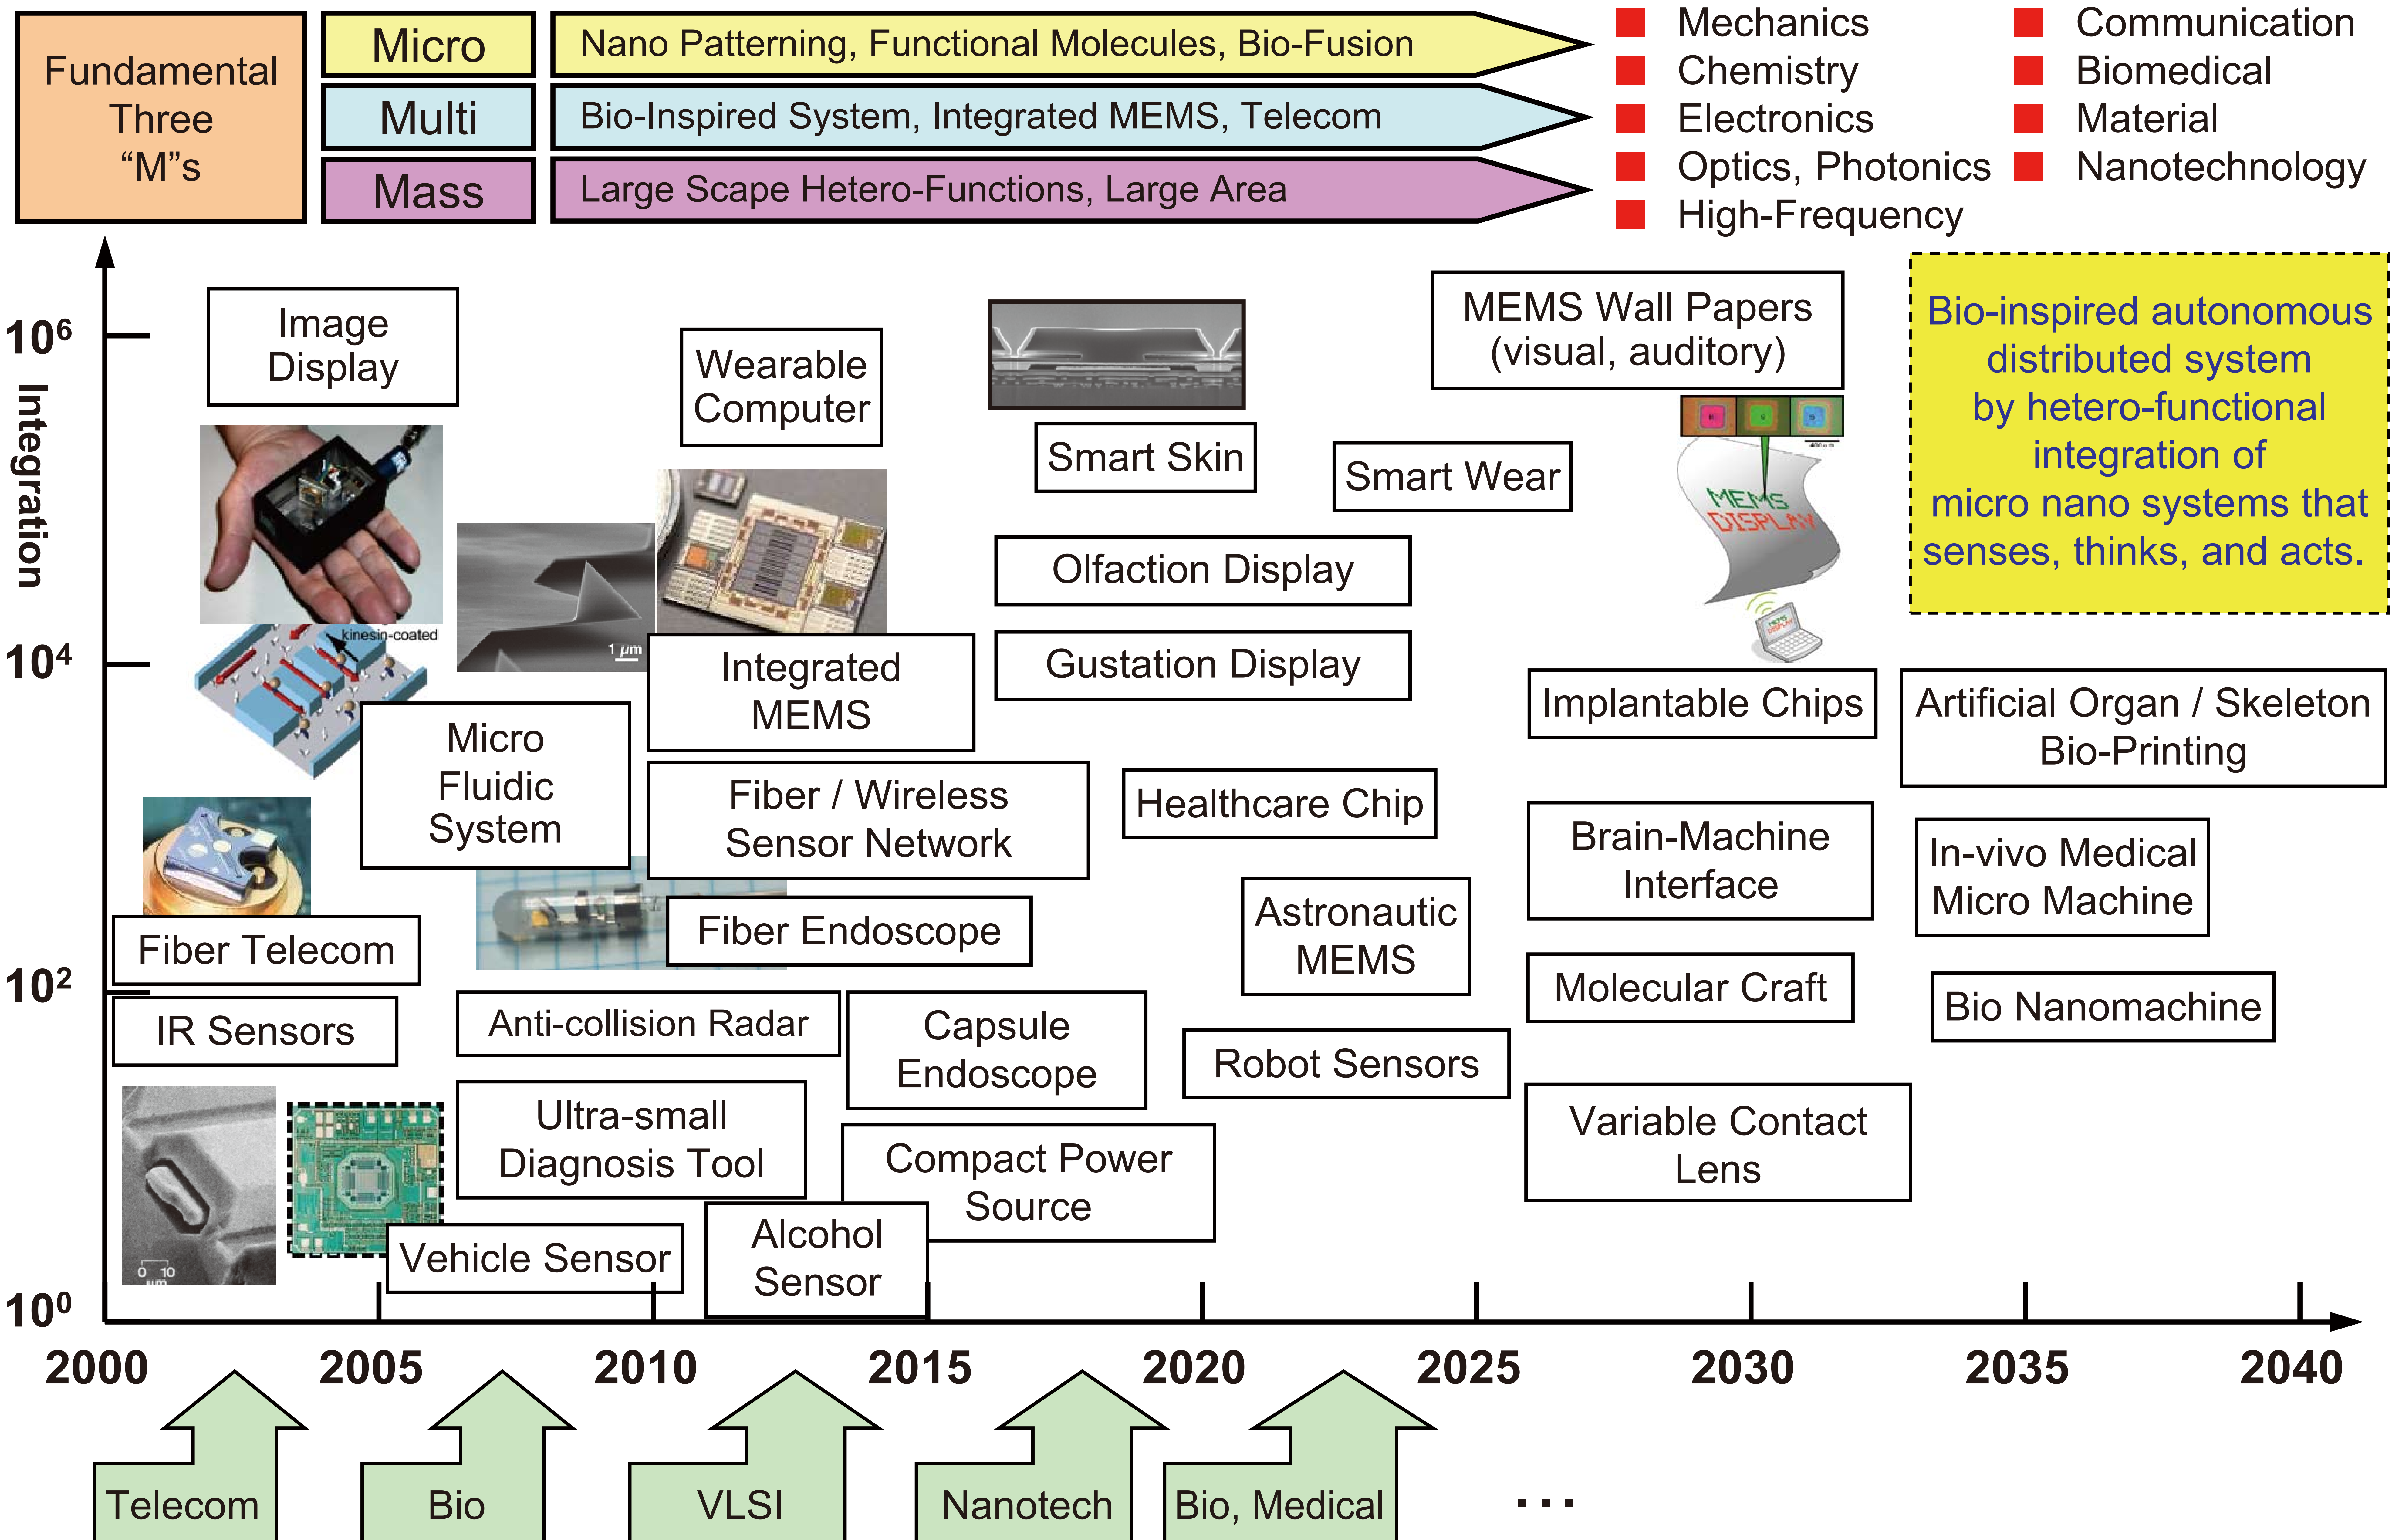 Fundamental
Three
“M”s
Micro
Nano Patterning, Functional Molecules, Bio-Fusion
Multi
Bio-Inspired System, Integrated MEMS, Telecom
Mass
Large Scape Hetero-Functions, Large Area
Mechanics
Chemistry
Electronics
Optics, Photonics
High-Frequency
Communication
Biomedical
Material
Nanotechnology
Integration
10⁶
10⁴
10²
10⁰
Image
Display
Wearable
Computer
Smart Skin
MEMS Wall Papers
(visual, auditory)
Smart Wear
400μm
MEMS
DISPLAY
MEMS
DISPLAY
Bio-inspired autonomous
distributed system
by hetero-functional
integration of
micro nano systems that
senses, thinks, and acts.
Olfaction Display
Gustation Display
kinesin-coated
1 μm
Integrated
MEMS
Micro
Fluidic
System
Fiber / Wireless
Sensor Network
Healthcare Chip
Implantable Chips
Artificial Organ / Skeleton
Bio-Printing
Brain-Machine
Interface
In-vivo Medical
Micro Machine
Fiber Telecom
Fiber Endoscope
Astronautic
MEMS
Molecular Craft
Bio Nanomachine
IR Sensors
Anti-collision Radar
Capsule
Endoscope
Robot Sensors
Ultra-small
Diagnosis Tool
Compact Power
Source
Variable Contact
Lens
0 10
μm
Vehicle Sensor
Alcohol
Sensor
2000 2005 2010 2015 2020 2025 2030 2035 2040
Telecom
Bio
VLSI
Nanotech
Bio, Medical
...